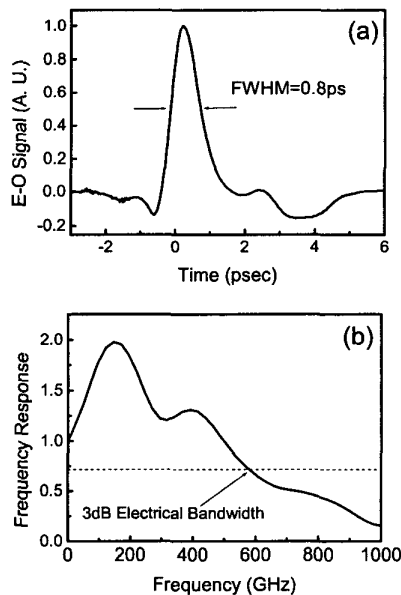 (a)
1.0
0.8
0.6
0.4
0.2
0.0
-0.2
E-O Signal (A. U.)
FWHM=0.8ps
-2 0 2 4 6
Time (psec)
(b)
2.0
1.5
1.0
0.5
0.0
Frequency Response
3dB Electrical Bandwidth
0 200 400 600 800 1000
Frequency (GHz)